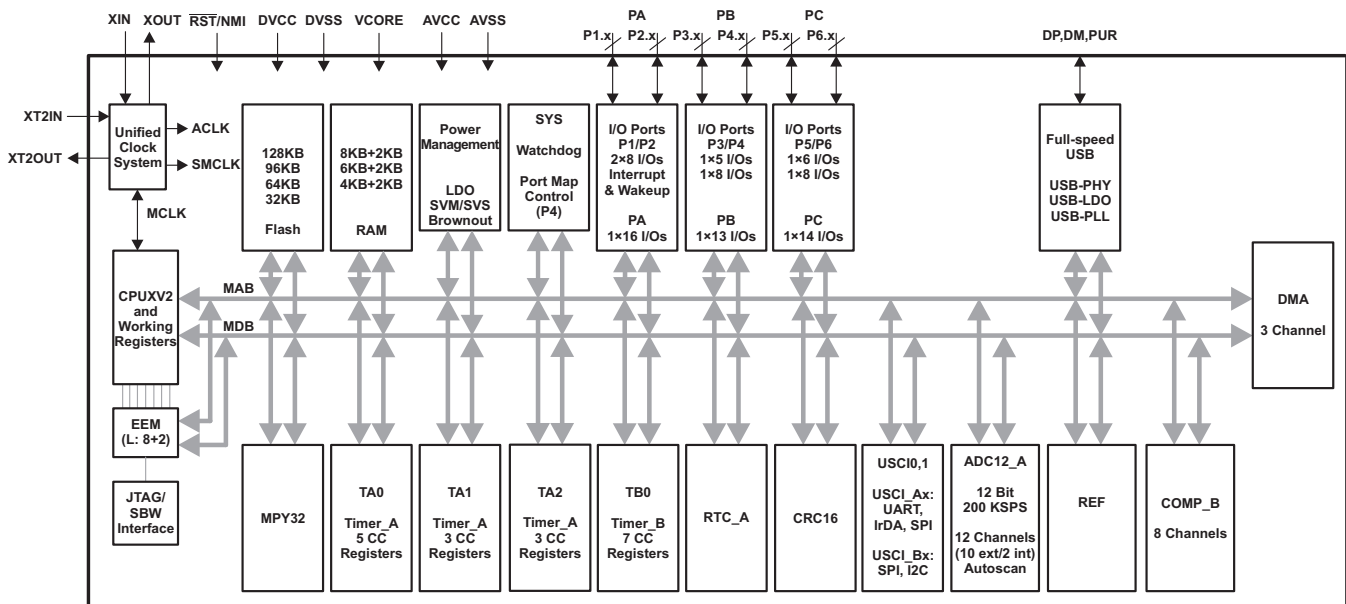 XIN
XOUT
RST/NMI
DVCC
DVSS
VCORE
AVCC
AVSS
PA
P1.x
P2.x
PB
P3.x
P4.x
PC
P5.x
P6.x
DP,DM,PUR
XT2IN
XT2OUT
Unified
Clock
System
ACLK
SMCLK
MCLK
128KB
96KB
64KB
32KB
Flash
8KB+2KB
6KB+2KB
4KB+2KB
RAM
Power
Management
LDO
SVM/SVS
Brownout
SYS
Watchdog
Port Map
Control
(P4)
I/O Ports
P1/P2
2×8 I/Os
Interrupt
& Wakeup
PA
1×16 I/Os
I/O Ports
P3/P4
1×5 I/Os
1×8 I/Os
PB
1×13 I/Os
I/O Ports
P5/P6
1×6 I/Os
1×8 I/Os
PC
1×14 I/Os
Full-speed
USB
USB-PHY
USB-LDO
USB-PLL
CPUXV2
and
Working
Registers
MAB
MDB
DMA
3 Channel
EEM
(L: 8+2)
JTAG/
SBW
Interface
MPY32
TA0
Timer_A
5 CC
Registers
TA1
Timer_A
3 CC
Registers
TA2
Timer_A
3 CC
Registers
TB0
Timer_B
7 CC
Registers
RTC_A
CRC16
USCI0,1
USCI_Ax:
UART,
IrDA, SPI
USCI_Bx:
SPI, I2C
ADC12_A
12 Bit
200 KSPS
12 Channels
(10 ext/2 int)
Autoscan
REF
COMP_B
8 Channels